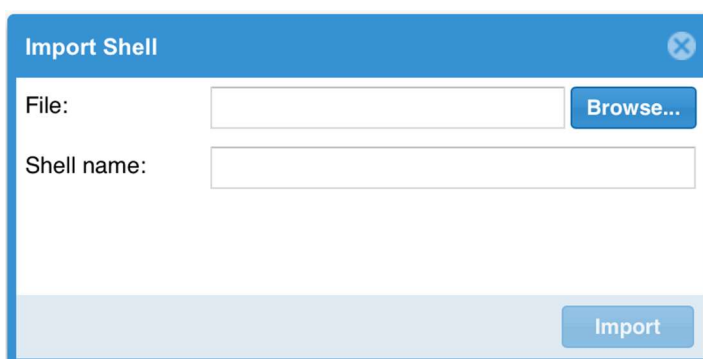 Import Shell
File:
Browse...
Shell name:
Import